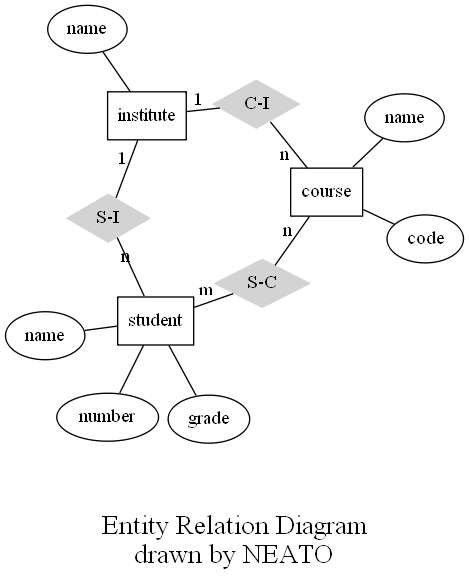 name
institute
1
C-I
name
1
n
course
S-I
n
code
n
S-C
m
student
name
number
grade
Entity Relation Diagram
drawn by NEATO